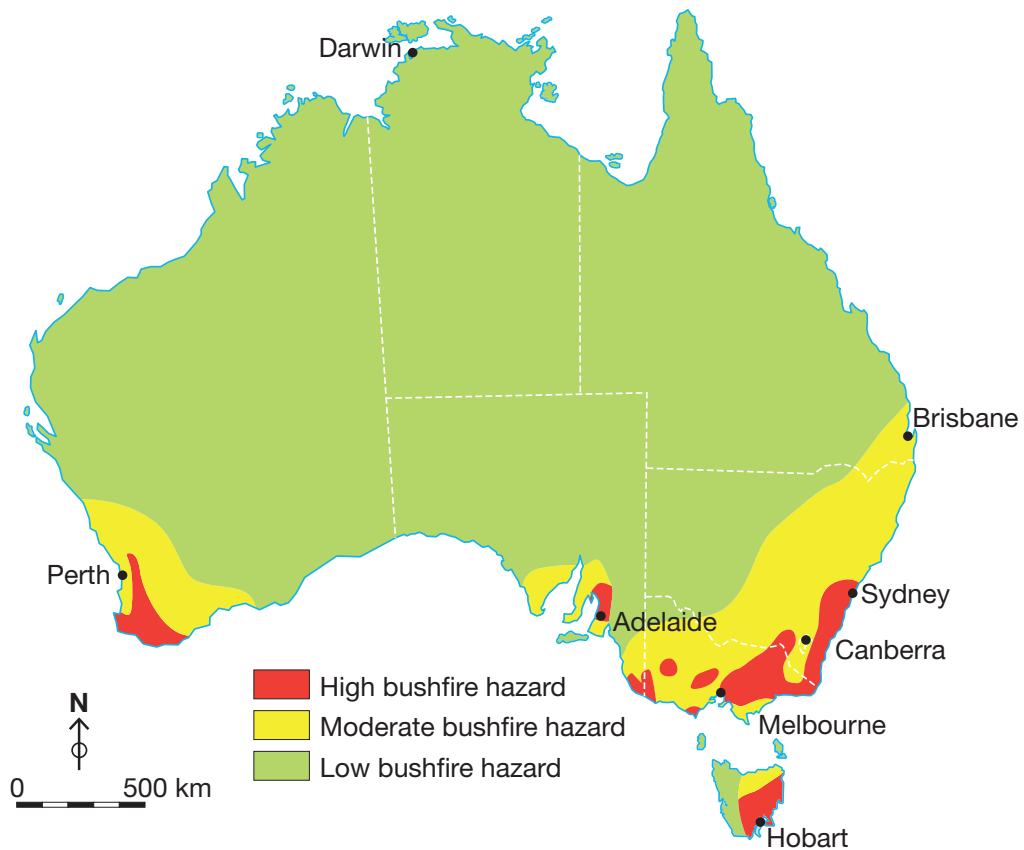 Darwin
Brisbane
Perth
Sydney
Adelaide
Canberra
High bushfire hazard
N
Moderate bushfire hazard
Melbourne
Low bushfire hazard
0 500 km
Hobart